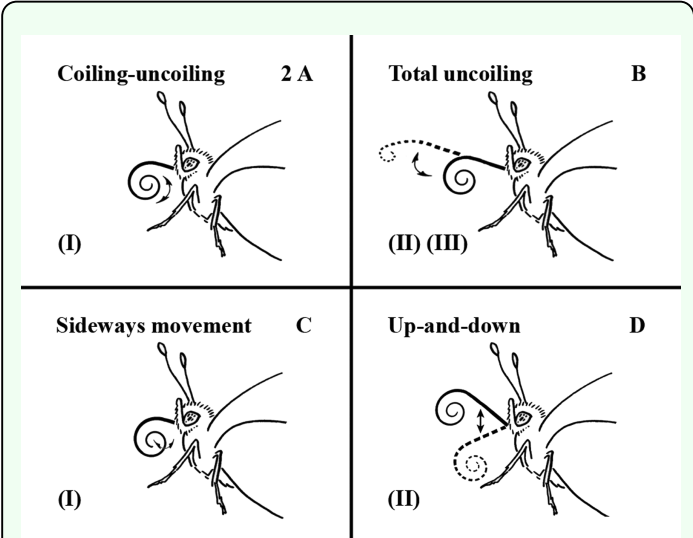 Coiling-uncoiling 2 A
(I)
Total uncoiling B
(II) (III)
Sideways movement C
(I)
Up-and-down D
(II)